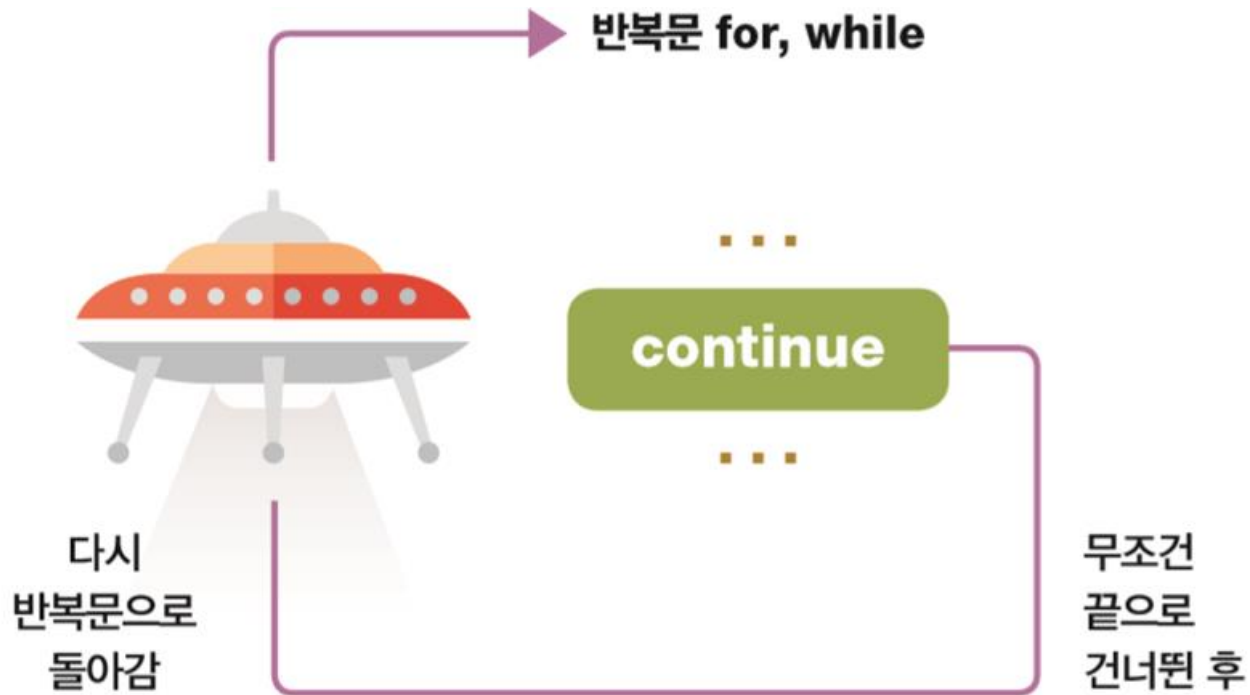 반복문 for, while
...
continue
...
다시
반복문으로
돌아감
무조건
끝으로
건너뛴 후